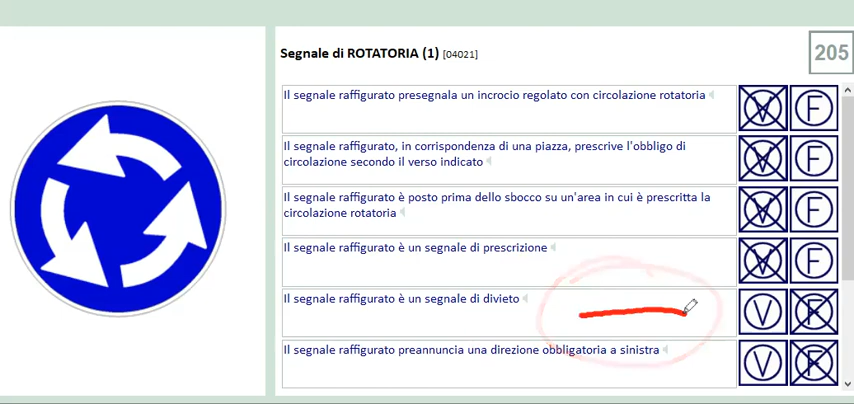 Segnale di ROTATORIA (1) [04021]
205
Il segnale raffigurato presegnala un incrocio regolato con circolazione rotatoria
V F
Il segnale raffigurato, in corrispondenza di una piazza, prescrive l'obbligo di
circolazione secondo il verso indicato
V F
Il segnale raffigurato è posto prima dello sbocco su un'area in cui è prescritta la
circolazione rotatoria
V F
Il segnale raffigurato è un segnale di prescrizione
V F
Il segnale raffigurato è un segnale di divieto
V F
Il segnale raffigurato preannuncia una direzione obbligatoria a sinistra
V F